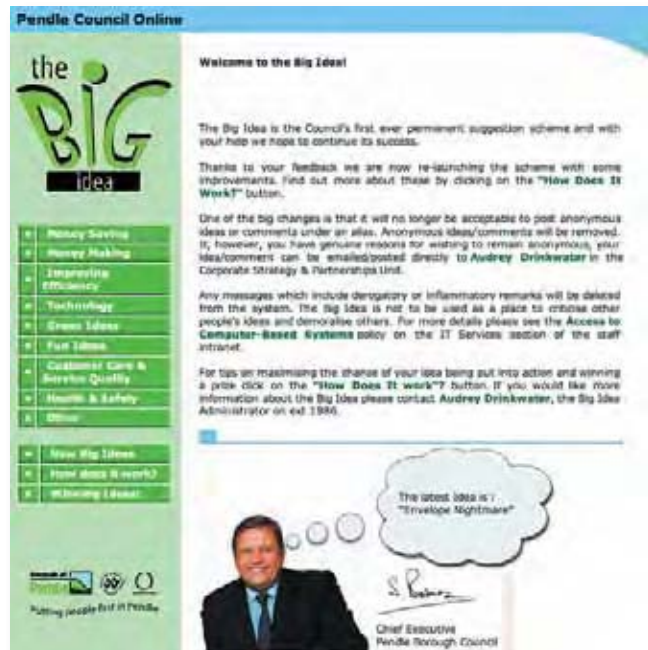 Pendle Council Online
the
BiG
idea
Money Saving
Money Making
Improving
Efficiency
Technology
Green Ideas
Fun Ideas
Customer Care &
Service Quality
Health & Safety
Other
New Big Ideas
How does it work?
Winning Ideas!
Pendle
Putting people first in Pendle
Welcome to the Big Idea!
The Big Idea is the Council's first ever permanent suggestion scheme and with
your help we hope to continue its success.
Thanks to your feedback we are now re-launching the scheme with some
improvements. Find out more about these by clicking on the "How Does It
Work?" button.
One of the big changes is that it will no longer be acceptable to post anonymous
ideas or comments under an alias. Anonymous ideas/comments will be removed.
If, however, you have genuine reasons for wishing to remain anonymous, your
idea/comment can be emailed/posted directly to Audrey Drinkwater in the
Corporate Strategy & Partnerships Unit.
Any messages which include derogatory or inflammatory remarks will be deleted
from the system. The Big Idea is not to be used as a place to criticise other
people's ideas and demoralise others. For more details please see the Access to
Computer-Based Systems policy on the IT Services section of the staff
intranet.
For tips on maximising the chance of your idea being put into action and winning
a prize click on the "How Does It work"? button. If you would like more
information about the Big Idea please contact Audrey Drinkwater, the Big Idea
Administrator on ext 1986.
The latest idea is :
"Envelope Nightmare"
Chief Executive
Pendle Borough Council